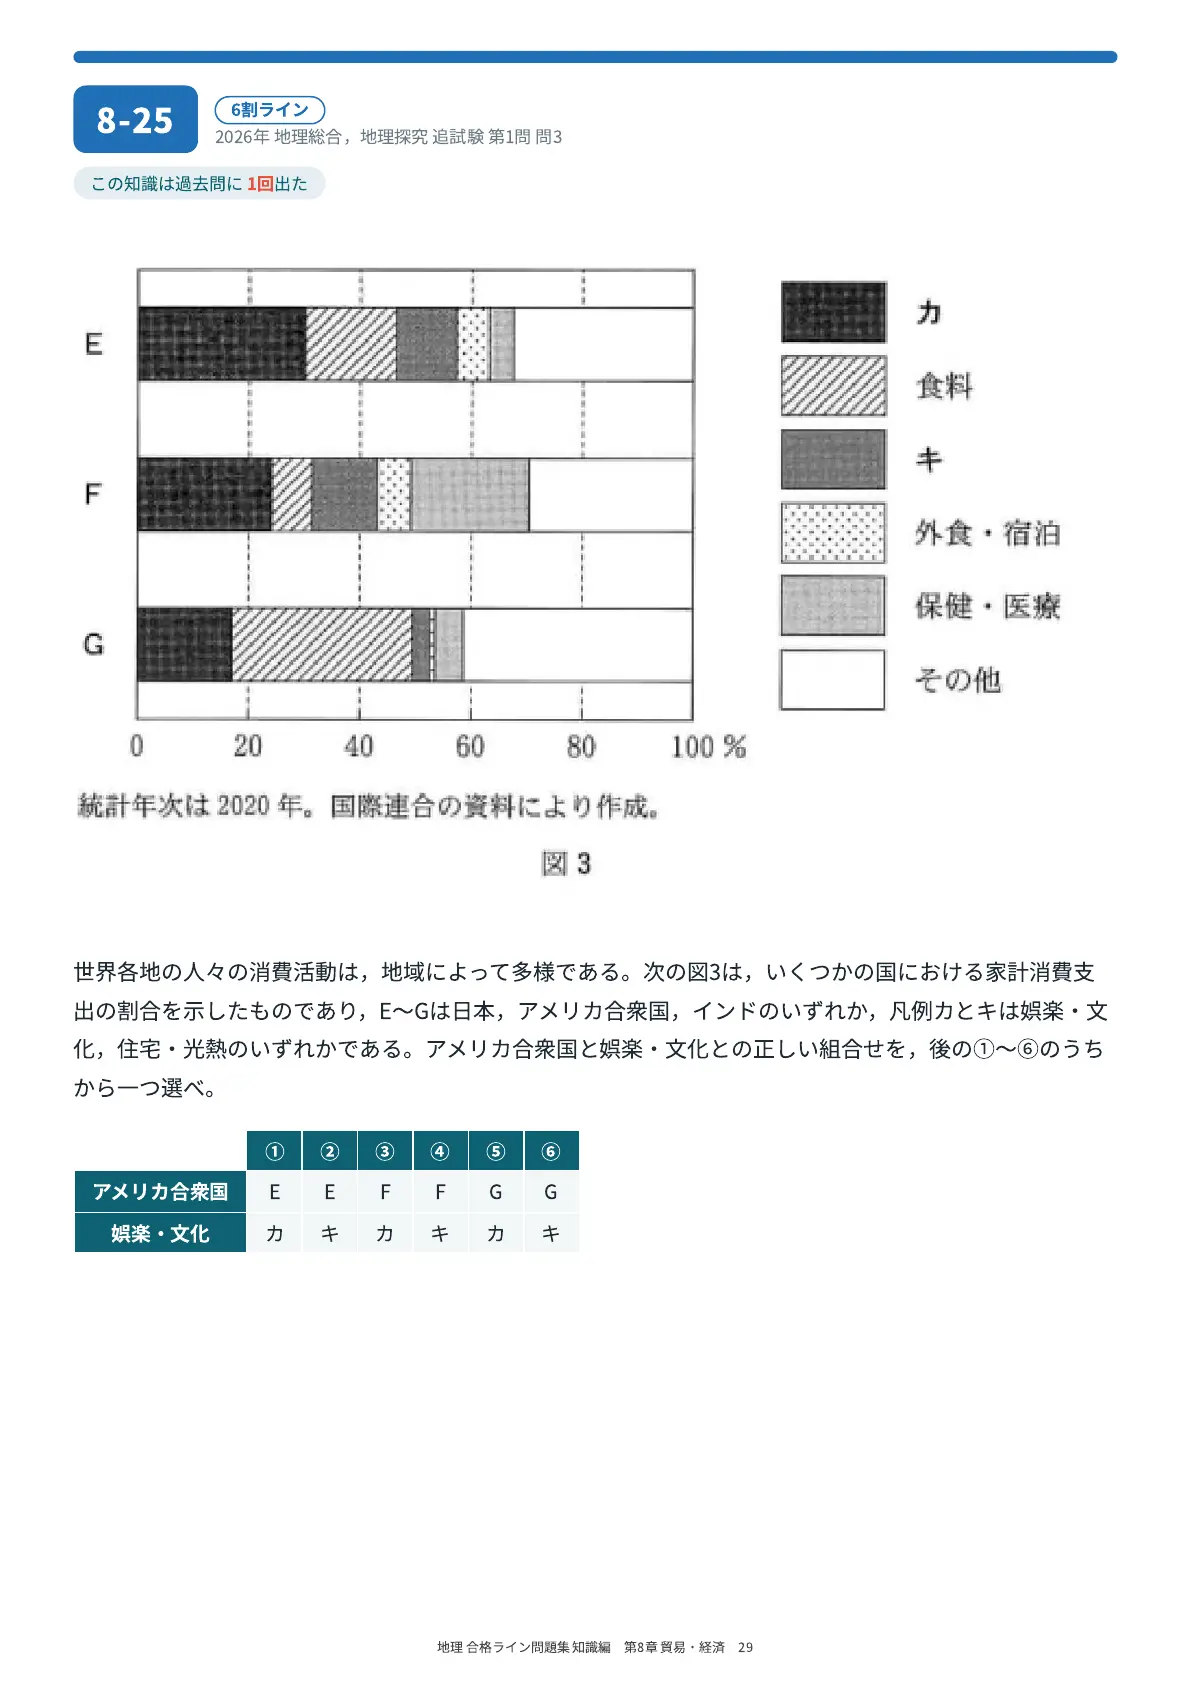 8-25
6割ライン
2026年 地理総合，地理探究 追試験 第1問 問3
この知識は過去問に 1回出た
E
F
G
0 20 40 60 80 100 %
カ
食料
キ
外食・宿泊
保健・医療
その他
統計年次は 2020 年。国際連合の資料により作成。
図 3
世界各地の人々の消費活動は，地域によって多様である。次の図3は，いくつかの国における家計消費支
出の割合を示したものであり，E～Gは日本，アメリカ合衆国，インドのいずれか，凡例カとキは娯楽・文
化，住宅・光熱のいずれかである。アメリカ合衆国と娯楽・文化との正しい組合せを，後の①～⑥のうち
から一つ選べ。
① ② ③ ④ ⑤ ⑥
アメリカ合衆国 E E F F G G
娯楽・文化 カ キ カ キ カ キ
地理 合格ライン問題集 知識編 第8章 貿易・経済 29